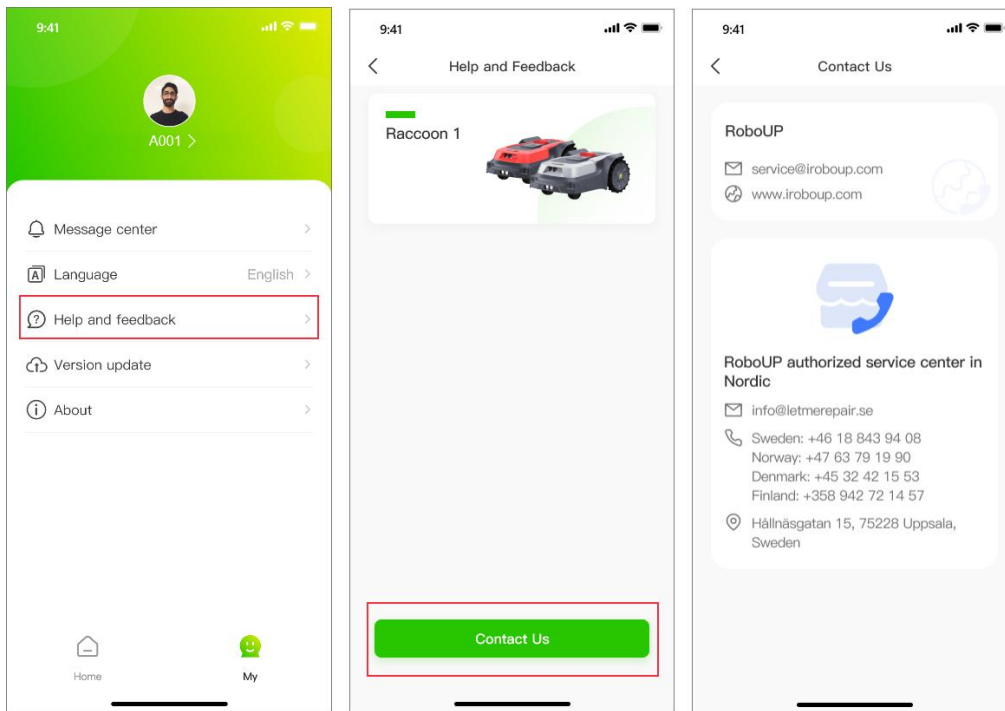 9:41
A001
Message center
Language English
Help and feedback
Version update
About
Home My
9:41
Help and Feedback
Raccoon 1
Contact Us
9:41
Contact Us
RoboUP
service@iroboup.com
www.iroboup.com
RoboUP authorized service center in
Nordic
info@letmerepair.se
Sweden: +46 18 843 94 08
Norway: +47 63 79 19 90
Denmark: +45 32 42 15 53
Finland: +358 942 72 14 57
Hållnäsgatan 15, 75228 Uppsala,
Sweden